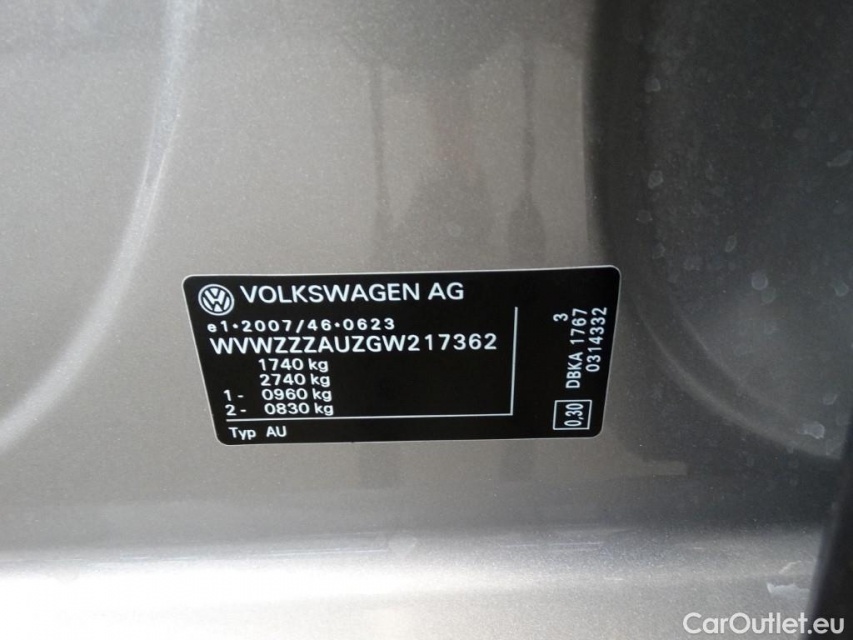 VOLKSWAGEN AG
e1*2007/46*0623
WVWZZZAUZGW217362
1740 kg
2740 kg
1- 0960 kg
2- 0830 kg
Typ AU
3
DBKA 1767
0314332
0,30
CarOutlet.eu